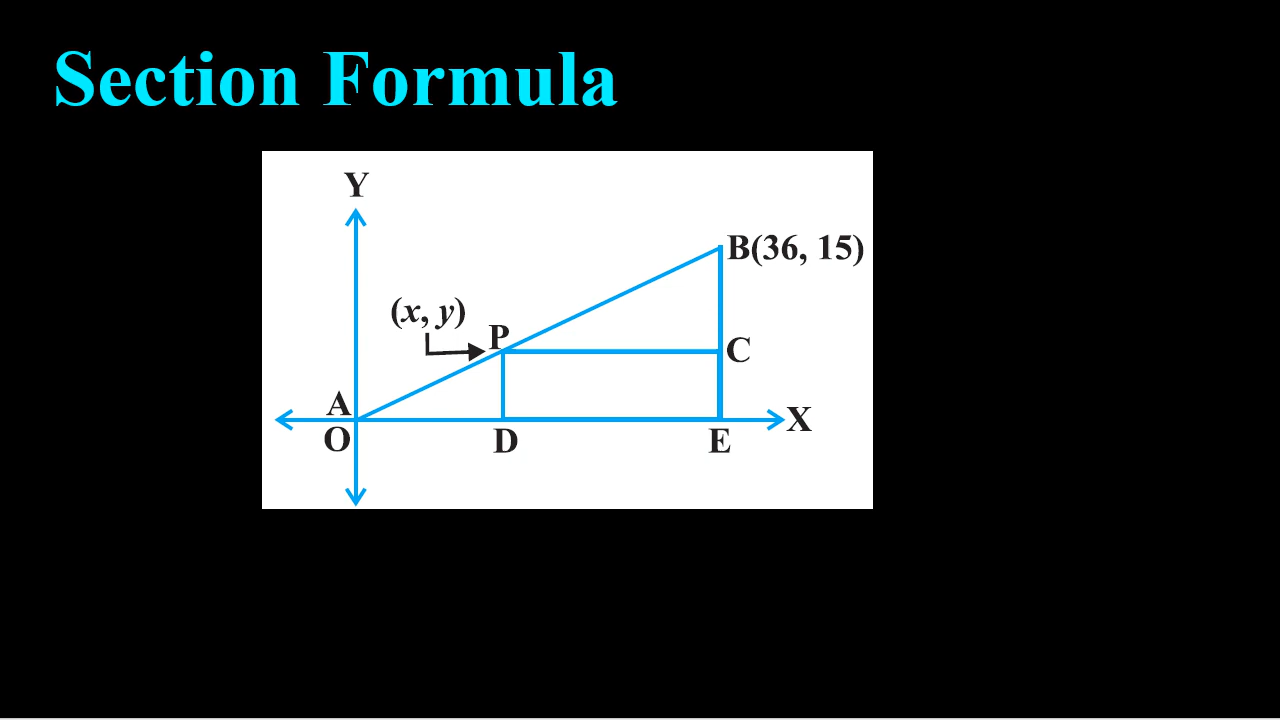 Section Formula
Y
B(36, 15)
(x, y)
P
C
A
X
O
D
E